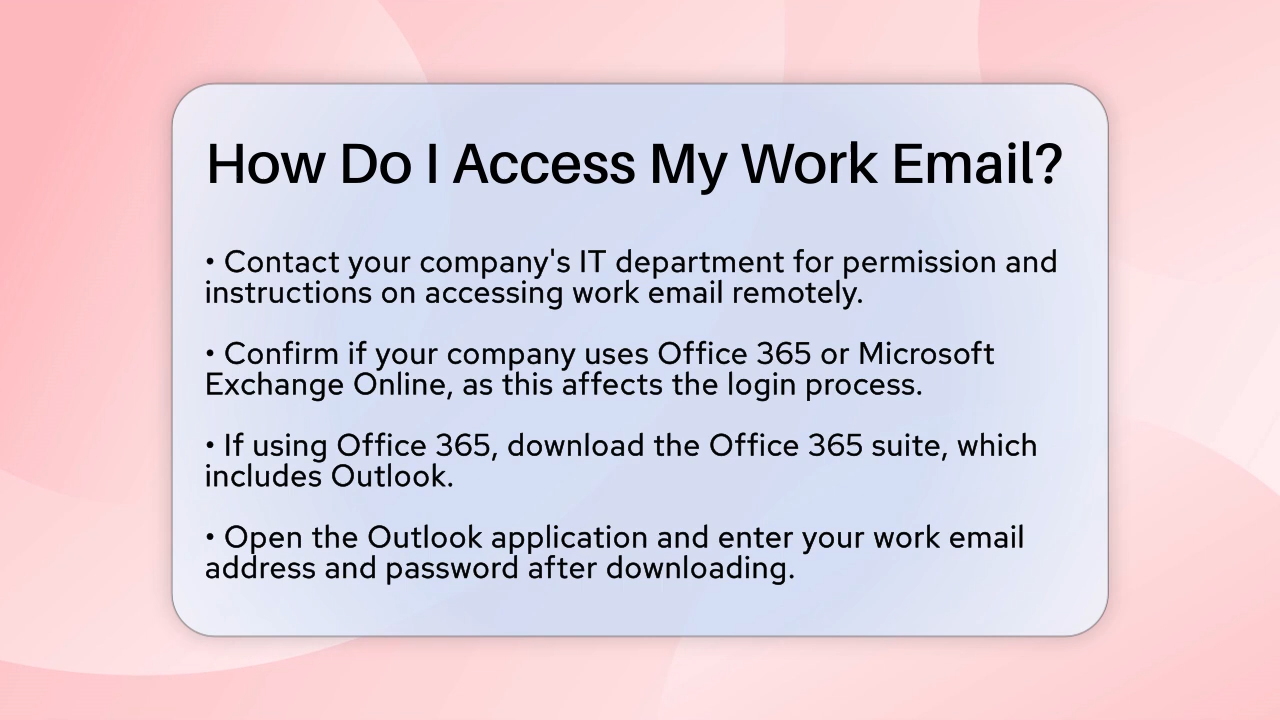 How Do I Access My Work Email?
• Contact your company's IT department for permission and
instructions on accessing work email remotely.
• Confirm if your company uses Office 365 or Microsoft
Exchange Online, as this affects the login process.
• If using Office 365, download the Office 365 suite, which
includes Outlook.
• Open the Outlook application and enter your work email
address and password after downloading.